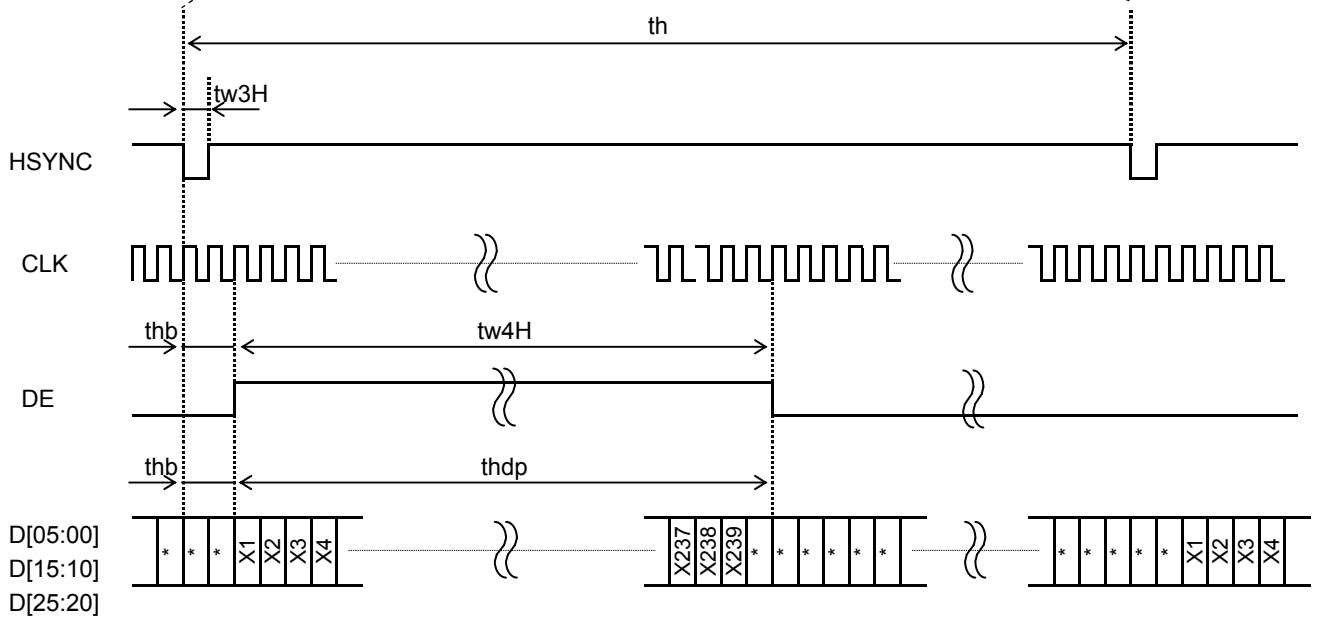 th
tw3H
HSYNC
CLK
thb tw4H
DE
thb thdp
D[05:00]
D[15:10]
D[25:20]
* * * X1 X2 X3 X4 X237 X238 X239 * * * * * * * * * * * X1 X2 X3 X4